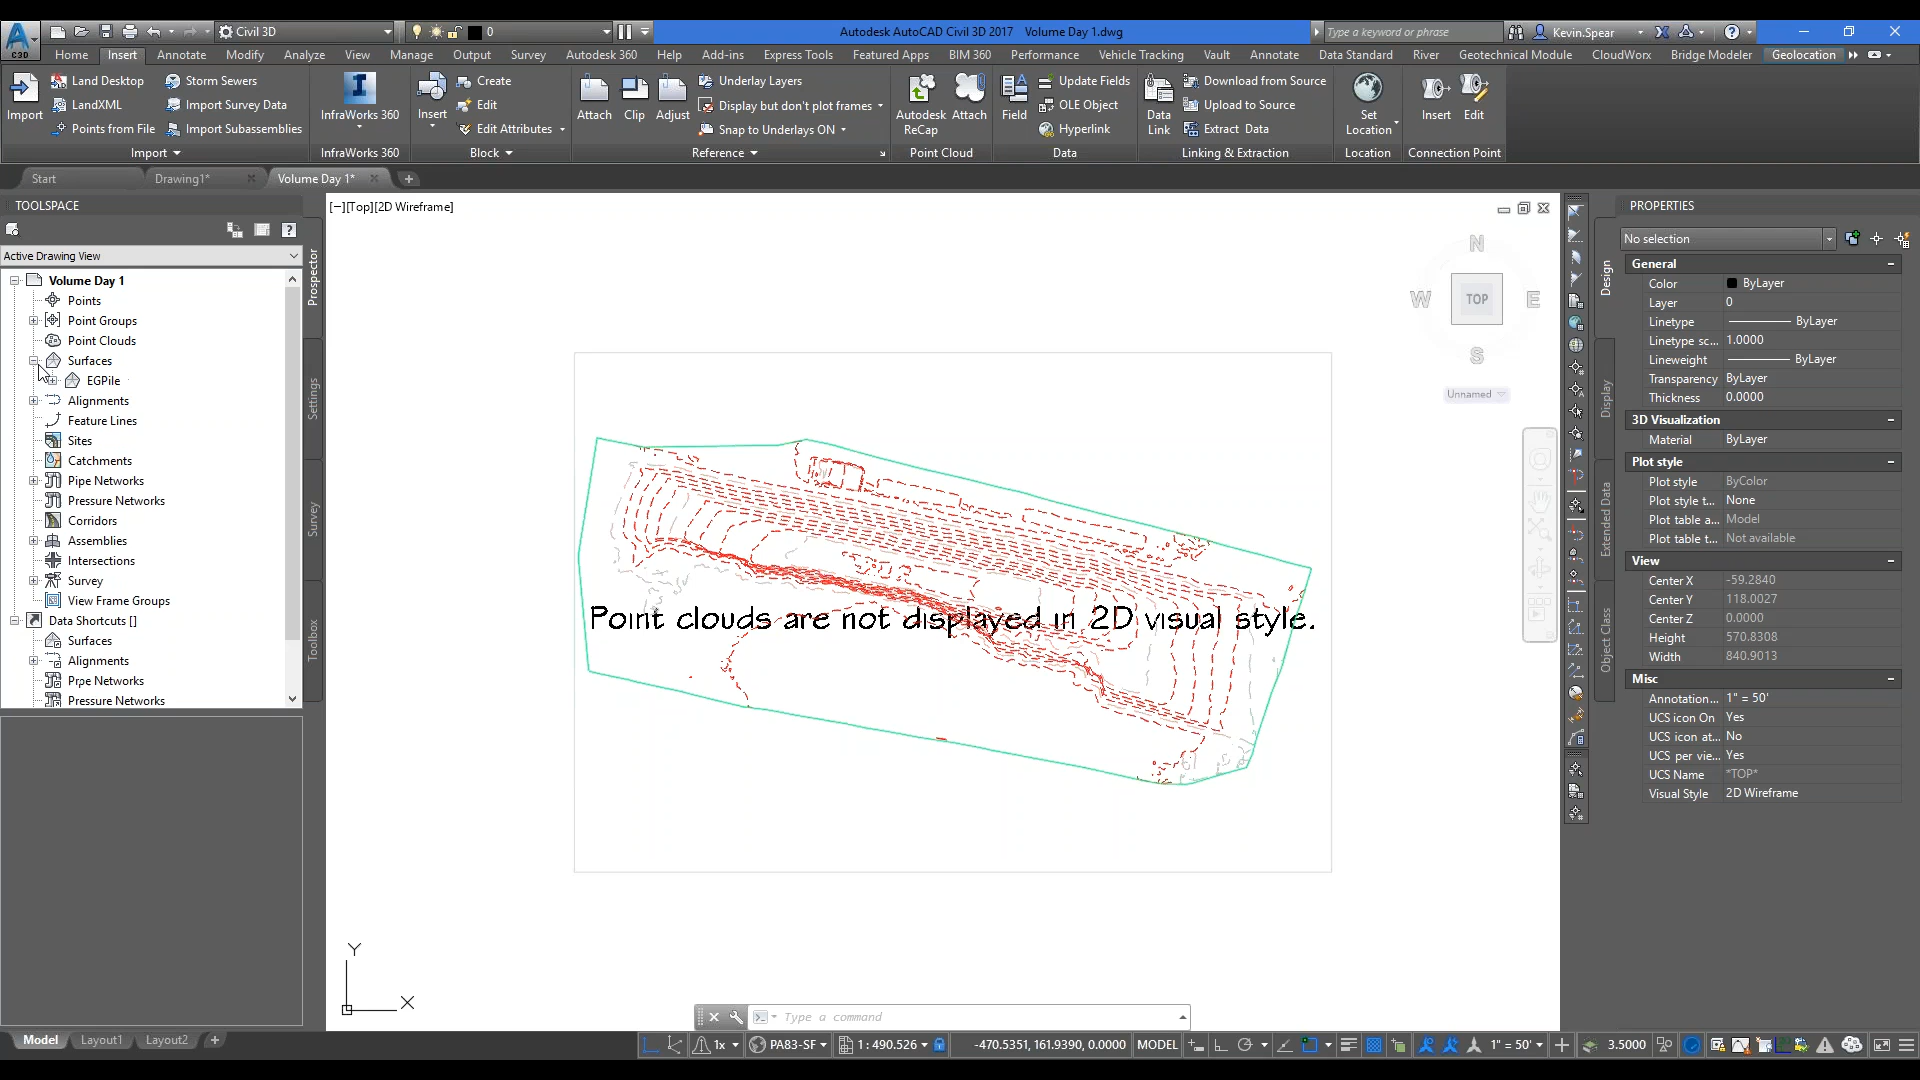 C3D
Civil 3D
0
Autodesk AutoCAD Civil 3D 2017 Volume Day 1.dwg
Type a keyword or phrase
Kevin.Spear
Home Insert Annotate Modify Analyze View Manage Output Survey Autodesk 360 Help Add-ins Express Tools Featured Apps BIM 360 Performance Vehicle Tracking Vault Annotate Data Standard River Geotechnical Module CloudWorx Bridge Modeler Geolocation
Import
Land Desktop
LandXML
Points from File
Storm Sewers
Import Survey Data
Import Subassemblies
Import
InfraWorks 360
InfraWorks 360
Insert
Create
Edit
Edit Attributes
Block
Attach
Clip
Adjust
Underlay Layers
Display but don't plot frames
Snap to Underlays ON
Reference
Autodesk
ReCap
Attach
Point Cloud
Field
Update Fields
OLE Object
Hyperlink
Data
Data
Link
Download from Source
Upload to Source
Extract Data
Linking & Extraction
Set
Location
Location
Insert
Edit
Connection Point
Start Drawing1* Volume Day 1*
TOOLSPACE
Active Drawing View
Volume Day 1
Points
Point Groups
Point Clouds
Surfaces
EGPile
Alignments
Feature Lines
Sites
Catchments
Pipe Networks
Pressure Networks
Corridors
Assemblies
Intersections
Survey
View Frame Groups
Data Shortcuts []
Surfaces
Alignments
Pipe Networks
Pressure Networks
Prospector
Settings
Survey
Toolbox
[−][Top][2D Wireframe]
N
W
TOP
E
S
Unnamed
Point clouds are not displayed in 2D visual style.
Y
X
Type a command
PROPERTIES
No selection
Design
Display
Extended Data
Object Class
General
Color ByLayer
Layer 0
Linetype ByLayer
Linetype sc... 1.0000
Lineweight ByLayer
Transparency ByLayer
Thickness 0.0000
3D Visualization
Material ByLayer
Plot style
Plot style ByColor
Plot style t... None
Plot table a... Model
Plot table t... Not available
View
Center X -59.2840
Center Y 118.0027
Center Z 0.0000
Height 570.8308
Width 840.9013
Misc
Annotation... 1" = 50'
UCS icon On Yes
UCS icon at... No
UCS per vie... Yes
UCS Name *TOP*
Visual Style 2D Wireframe
Model Layout1 Layout2
1x PA83-SF 1 : 490.526 -470.5351, 161.9390, 0.0000 MODEL 1" = 50' 3.5000